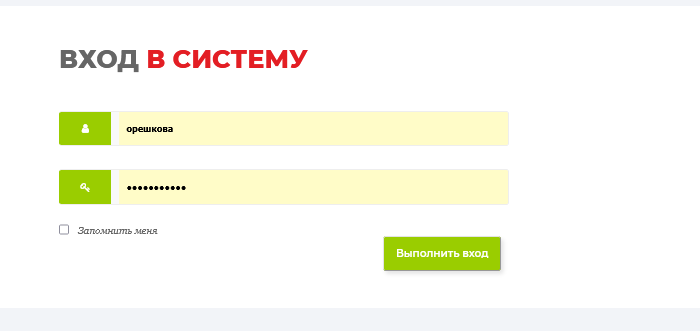 ВХОД В СИСТЕМУ
орешкова
•••••••••••
Запомнить меня
Выполнить вход